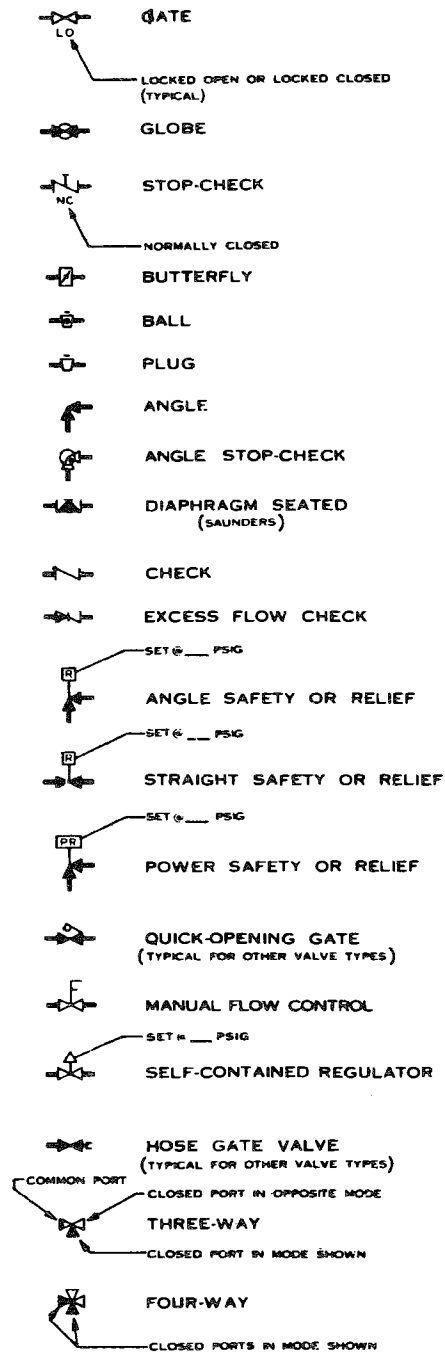 GATE
LO
LOCKED OPEN OR LOCKED CLOSED
(TYPICAL)
GLOBE
STOP-CHECK
NC
NORMALLY CLOSED
BUTTERFLY
BALL
PLUG
ANGLE
ANGLE STOP-CHECK
DIAPHRAGM SEATED
(SAUNDERS)
CHECK
EXCESS FLOW CHECK
SET @ ___ PSIG
R
ANGLE SAFETY OR RELIEF
SET @ ___ PSIG
R
STRAIGHT SAFETY OR RELIEF
SET @ ___ PSIG
PR
POWER SAFETY OR RELIEF
QUICK-OPENING GATE
(TYPICAL FOR OTHER VALVE TYPES)
F
MANUAL FLOW CONTROL
SET @ ___ PSIG
SELF-CONTAINED REGULATOR
HOSE GATE VALVE
(TYPICAL FOR OTHER VALVE TYPES)
COMMON PORT
CLOSED PORT IN OPPOSITE MODE
THREE-WAY
CLOSED PORT IN MODE SHOWN
FOUR-WAY
CLOSED PORTS IN MODE SHOWN